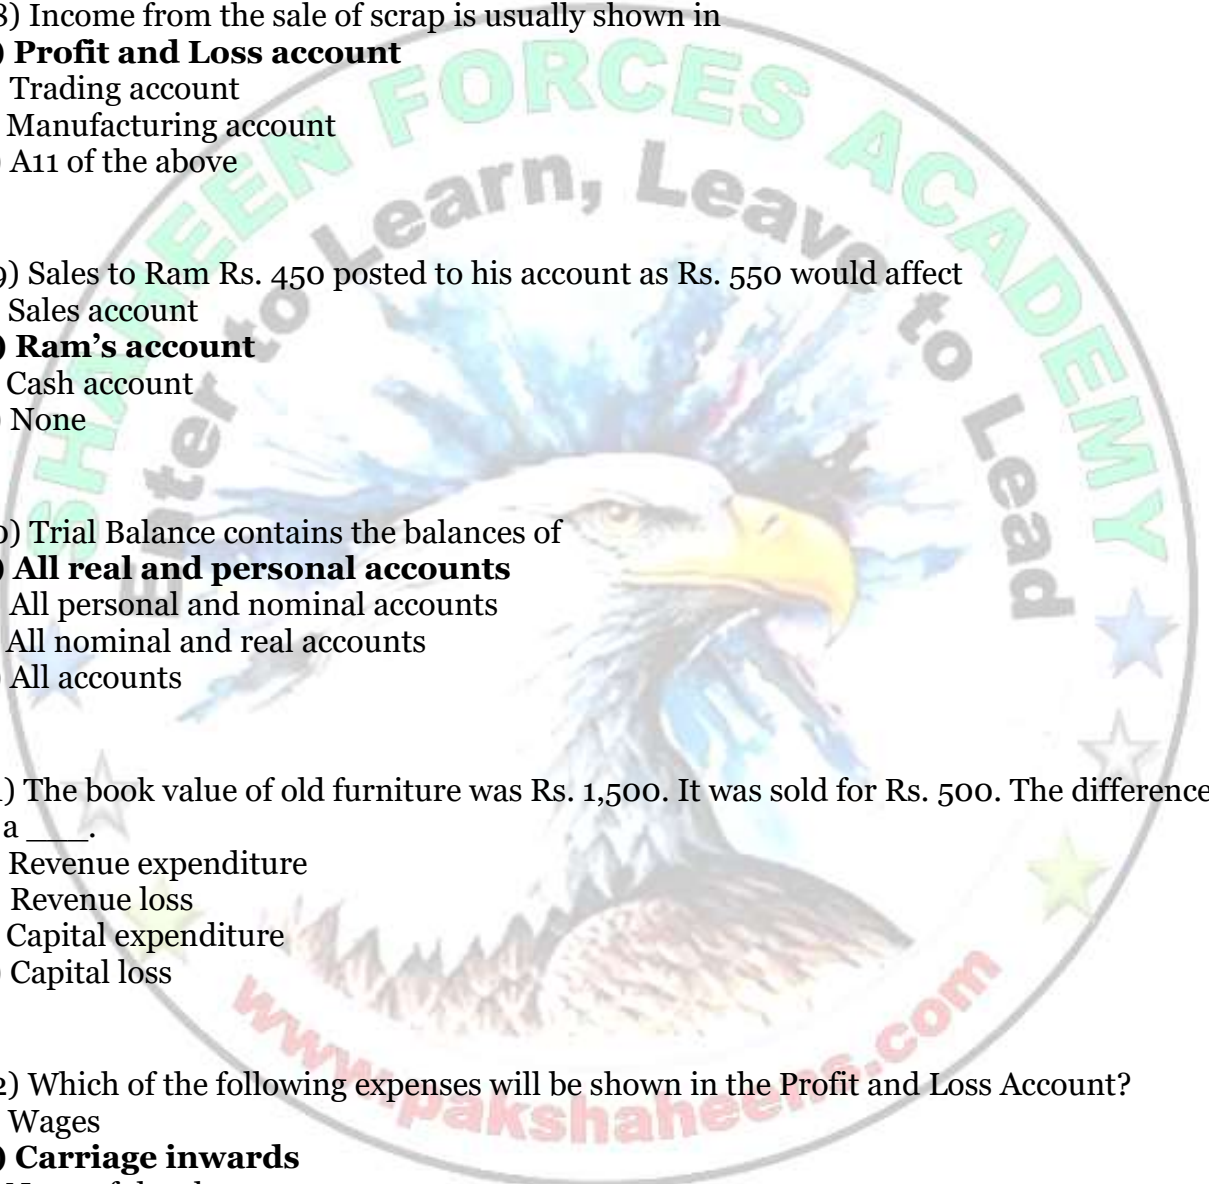 8) Income from the sale of scrap is usually shown in
) Profit and Loss account
Trading account
Manufacturing account
) A11 of the above
9) Sales to Ram Rs. 450 posted to his account as Rs. 550 would affect
Sales account
) Ram’s account
Cash account
) None
0) Trial Balance contains the balances of
) All real and personal accounts
All personal and nominal accounts
All nominal and real accounts
) All accounts
1) The book value of old furniture was Rs. 1,500. It was sold for Rs. 500. The difference
a ____.
Revenue expenditure
Revenue loss
Capital expenditure
) Capital loss
2) Which of the following expenses will be shown in the Profit and Loss Account?
Wages
) Carriage inwards
SHAHEEN FORCES ACADEMY
Enter to Learn, Leave to Lead
www.pakshaheens.com